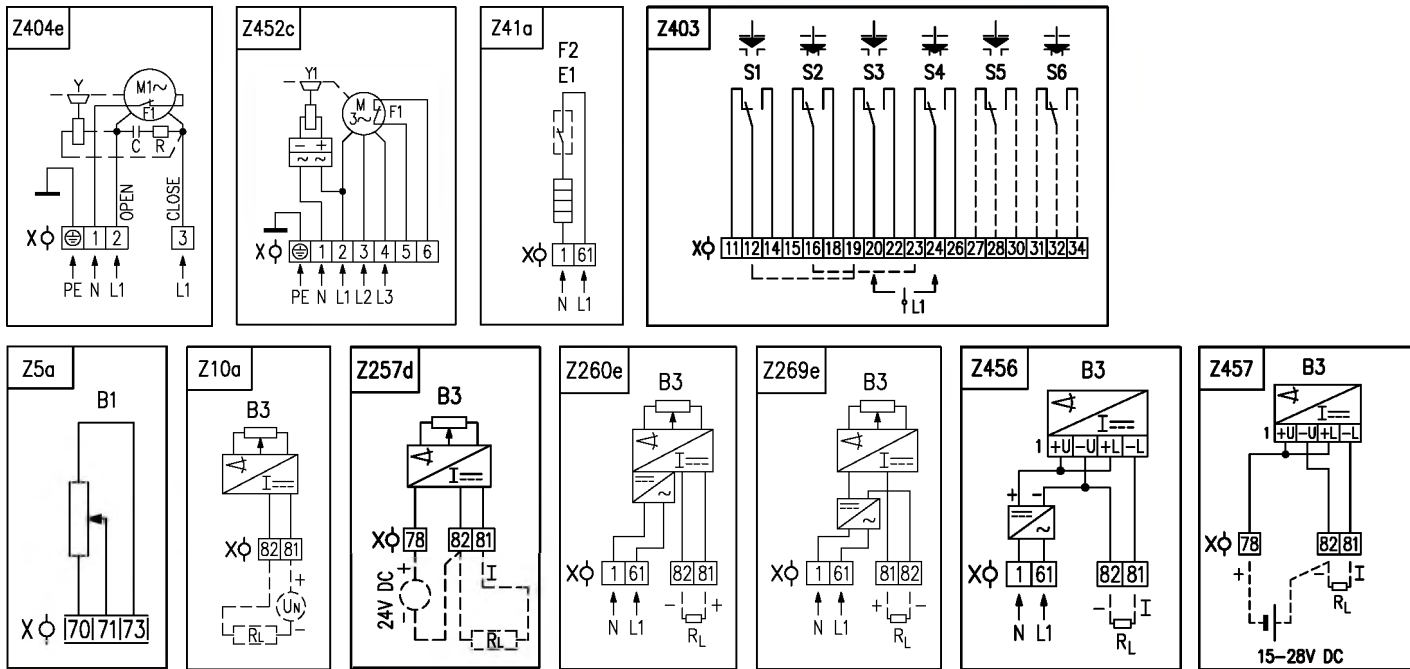 Z404e
M1~
F1
Y
C R
OPEN
CLOSE
X 1 2 3
PE N L1 L1
Z452c
Y1
M
3~
F1
- +
~ ~
X 1 2 3 4 5 6
PE N L1 L2 L3
Z41a
F2
E1
X 1 61
N L1
Z403
S1 S2 S3 S4 S5 S6
X 11 12 14 15 16 18 19 20 22 23 24 26 27 28 30 31 32 34
L1
Z5a
B1
X 70 71 73
Z10a
B3
I
X 82 81
+
UN
-
RL
Z257d
B3
I
X 78 82 81
+
I
24V DC
-
RL
Z260e
B3
I
~
X 1 61 82 81
- +
N L1 RL
Z269e
B3
I
~
X 1 61 81 82
+ -
N L1 RL
Z456
B3
I
1 +U -U +L -L
+ -
~
X 1 61 82 81
- I
N L1 RL
Z457
B3
I
1 +U -U +L -L
X 78 82 81
+ - I
RL
15-28V DC